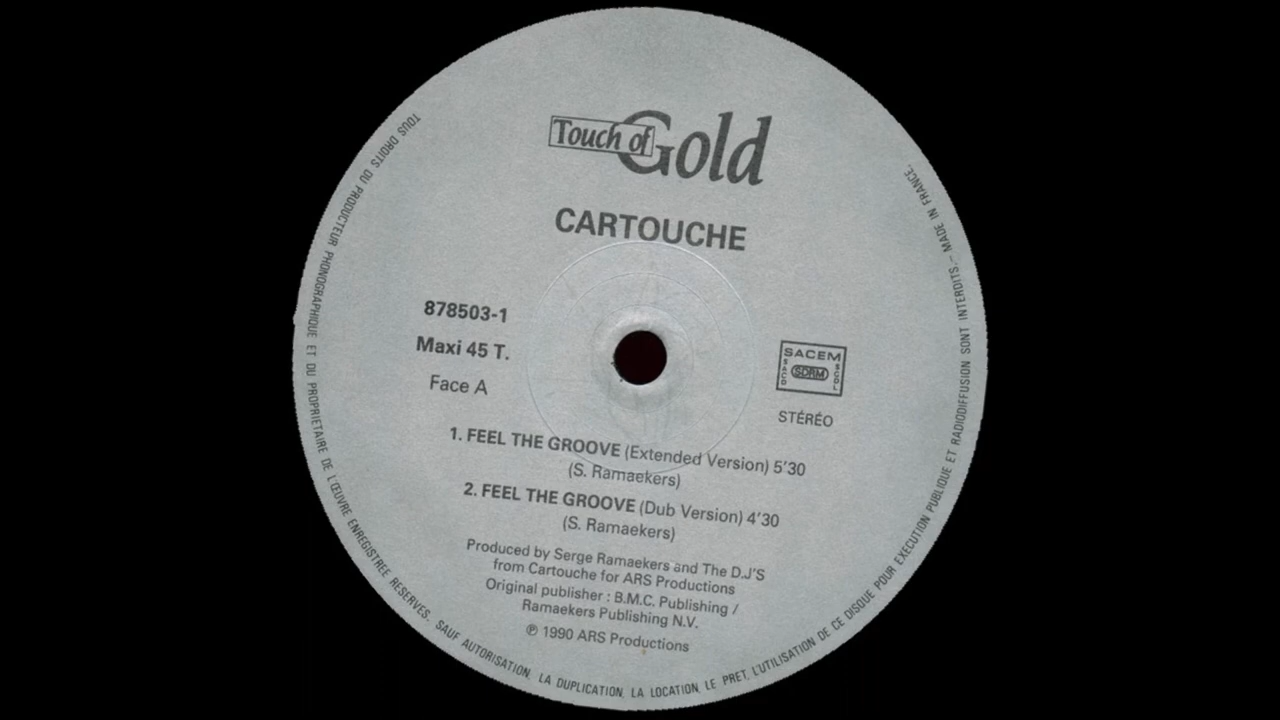 Touch of Gold
CARTOUCHE
878503-1
Maxi 45 T.
Face A
SACEM
SACD
SDRM
SCDL
STÉRÉO
1. FEEL THE GROOVE (Extended Version) 5'30
(S. Ramaekers)
2. FEEL THE GROOVE (Dub Version) 4'30
(S. Ramaekers)
Produced by Serge Ramaekers and The D.J'S
from Cartouche for ARS Productions
Original publisher : B.M.C. Publishing /
Ramaekers Publishing N.V.
℗ 1990 ARS Productions
TOUS DROITS DU PRODUCTEUR PHONOGRAPHIQUE ET DU PROPRIETAIRE DE L'ŒUVRE ENREGISTREE RESERVES. SAUF AUTORISATION, LA DUPLICATION, LA LOCATION, LE PRET, L'UTILISATION DE CE DISQUE POUR EXECUTION PUBLIQUE ET RADIODIFFUSION SONT INTERDITS. – MADE IN FRANCE.